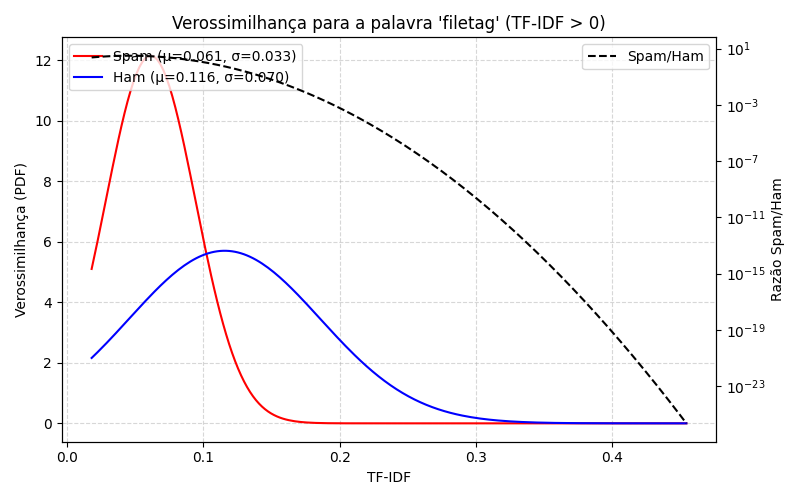 Verossimilhança para a palavra 'filetag' (TF-IDF > 0)
Spam (μ=0.061, σ=0.033)
Ham (μ=0.116, σ=0.070)
Spam/Ham
Verossimilhança (PDF)
12
10
8
6
4
2
0
0.0
0.1
0.2
0.3
0.4
TF-IDF
10¹
10⁻³
10⁻⁷
10⁻¹¹
10⁻¹⁵
10⁻¹⁹
10⁻²³
Razão Spam/Ham